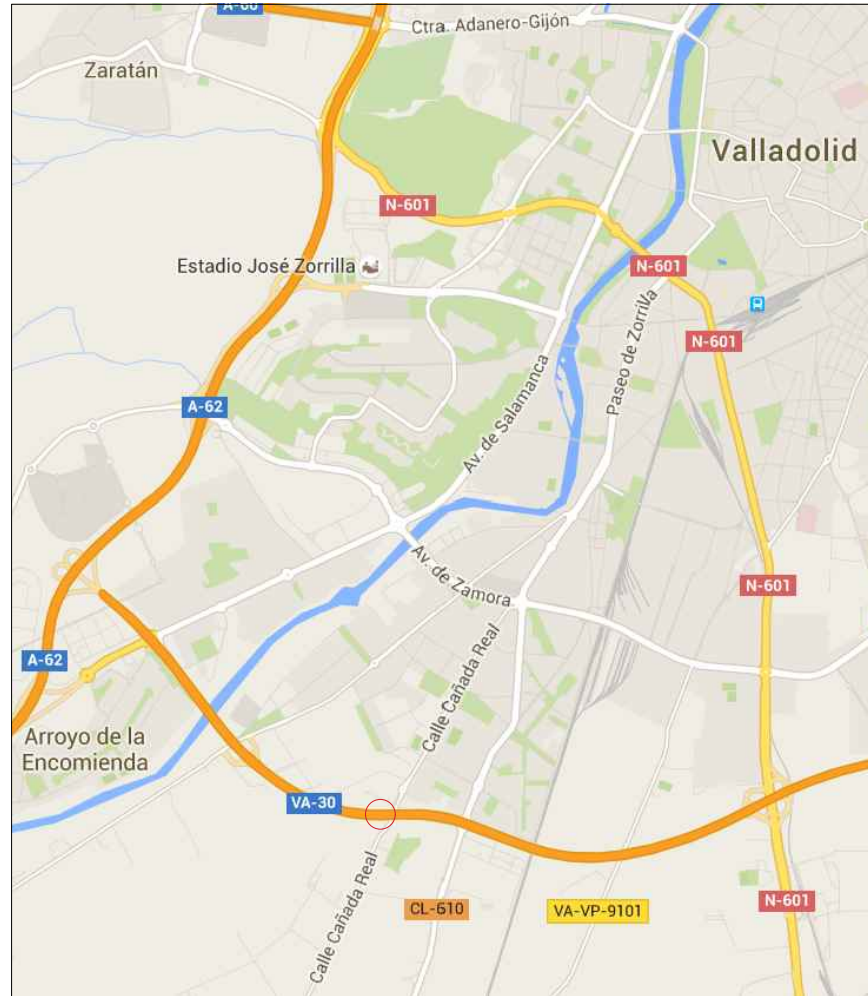 A-60
Ctra. Adanero-Gijón
Zaratán
Valladolid
N-601
Estadio José Zorrilla
N-601
Paseo de ZorriVa
N-601
A-62
Av. de Salamanca
Av. de Zamora
N-601
A-62
Calle Cañada Real
Arroyo de la
Encomienda
VA-30
CL-610
VA-VP-9101
N-601
Calle Cañada Real